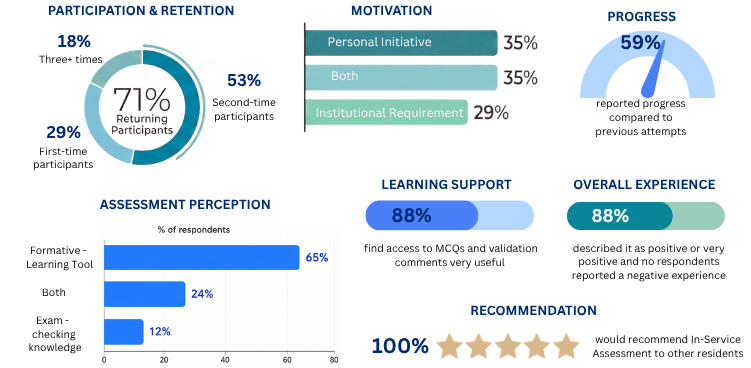 PARTICIPATION & RETENTION
18%
Three+ times
71%
Returning
Participants
53%
Second-time
participants
29%
First-time
participants
MOTIVATION
Personal Initiative
35%
Both
35%
Institutional Requirement
29%
PROGRESS
59%
reported progress
compared to
previous attempts
ASSESSMENT PERCEPTION
% of respondents
Formative -
Learning Tool
65%
Both
24%
Exam -
checking
knowledge
12%
0 20 40 60 80
LEARNING SUPPORT
88%
find access to MCQs and validation
comments very useful
OVERALL EXPERIENCE
88%
described it as positive or very
positive and no respondents
reported a negative experience
RECOMMENDATION
100%
would recommend In-Service
Assessment to other residents